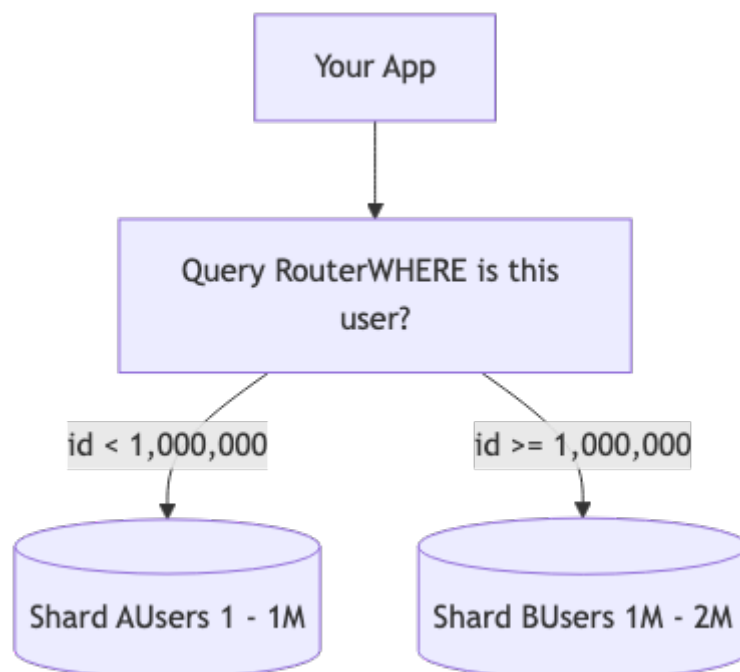 Your App
Query RouterWHERE is this
user?
id < 1,000,000
id >= 1,000,000
Shard AUsers 1 - 1M
Shard BUsers 1M - 2M